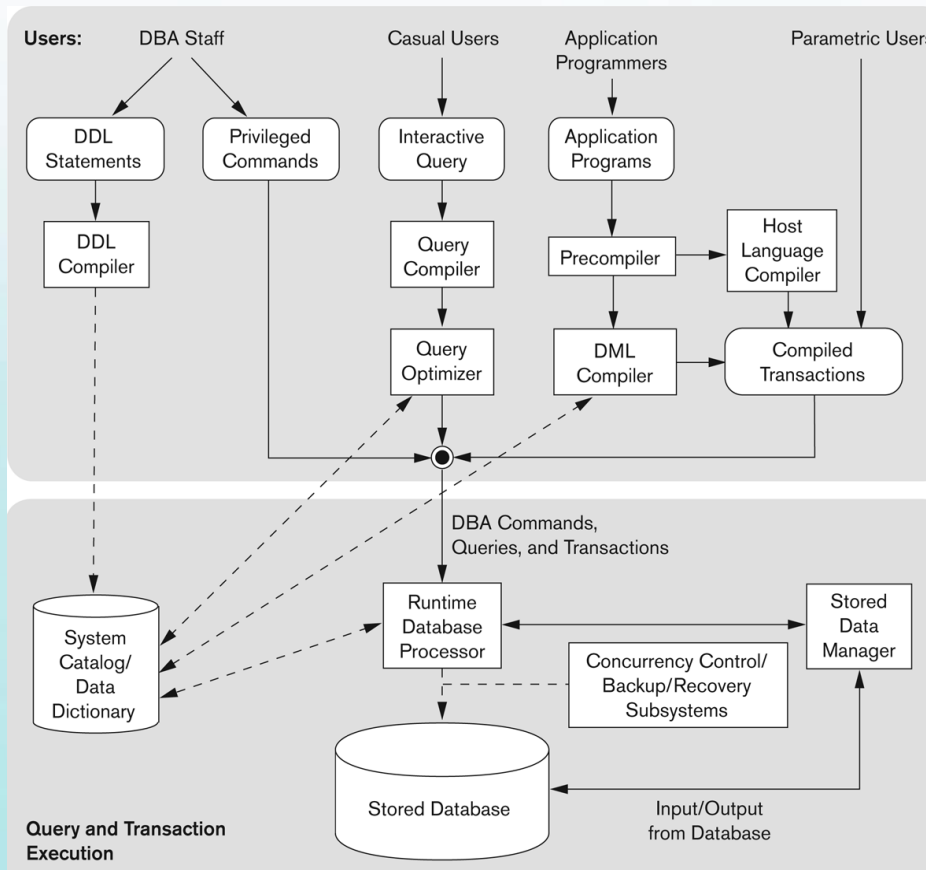 Users:
DBA Staff
Casual Users
Application
Programmers
Parametric Users
DDL
Statements
Privileged
Commands
Interactive
Query
Application
Programs
DDL
Compiler
Query
Compiler
Precompiler
Host
Language
Compiler
Query
Optimizer
DML
Compiler
Compiled
Transactions
DBA Commands,
Queries, and Transactions
System
Catalog/
Data
Dictionary
Runtime
Database
Processor
Stored
Data
Manager
Concurrency Control/
Backup/Recovery
Subsystems
Stored Database
Input/Output
from Database
Query and Transaction
Execution